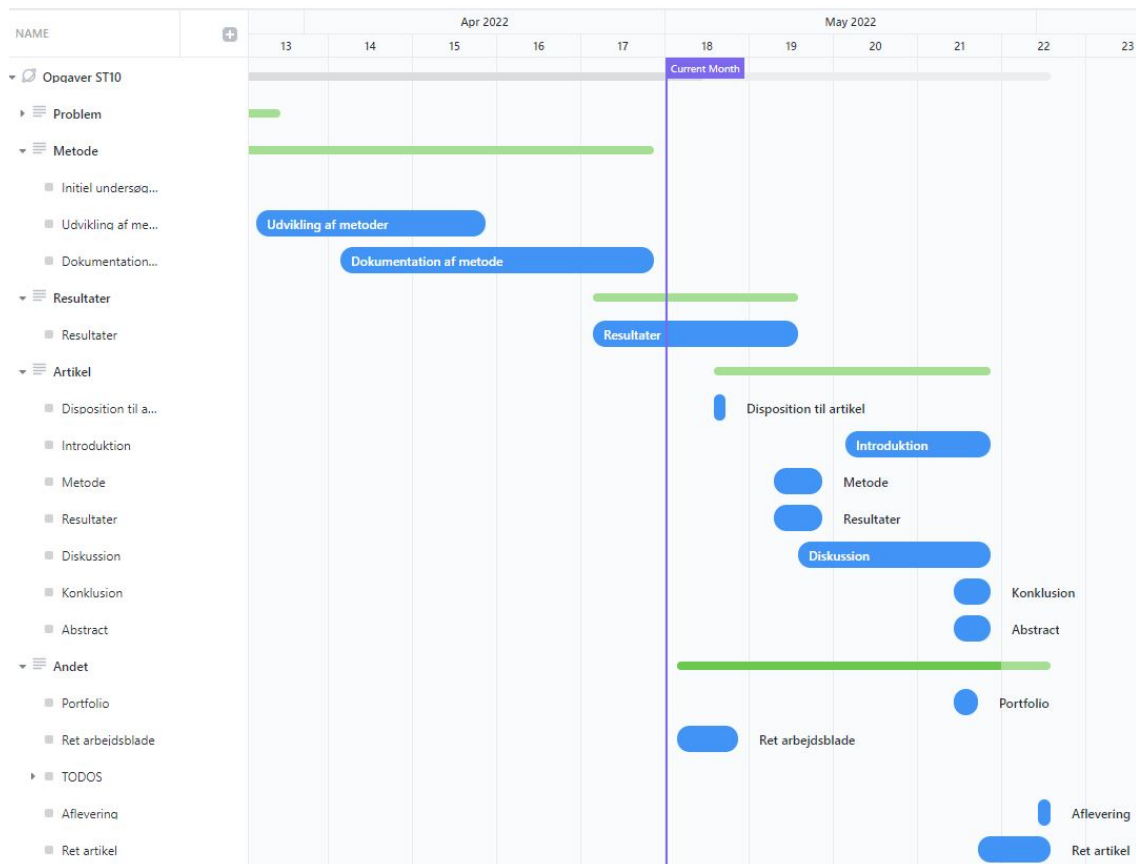 NAME
Apr 2022
May 2022
13 14 15 16 17 18 19 20 21 22 23
Current Month
Opgaver ST10
Problem
Metode
Initiel undersøg...
Udvikling af me...
Udvikling af metoder
Dokumentation...
Dokumentation af metode
Resultater
Resultater
Resultater
Artikel
Disposition til a...
Disposition til artikel
Introduktion
Introduktion
Metode
Metode
Resultater
Resultater
Diskussion
Diskussion
Konklusion
Konklusion
Abstract
Abstract
Andet
Portfolio
Portfolio
Ret arbejdsblade
Ret arbejdsblade
TODOS
Aflevering
Aflevering
Ret artikel
Ret artikel